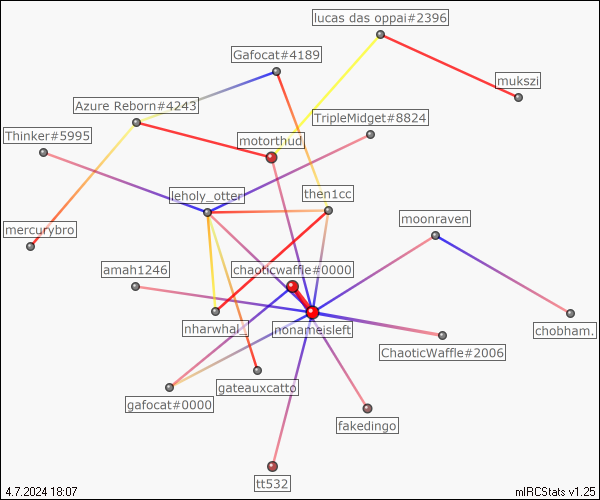 lucas das oppai#2396
Gafocat#4189
mukszi
Azure Reborn#4243
TripleMidget#8824
Thinker#5995
motorthud_
leholy_otter
then1cc
moonraven
mercurybro
chaoticwaffle#0000
amah1246
nharwhal_
nonameisleft
chobham.
ChaoticWaffle#2006
gateauxcatto
gafocat#0000
fakedingo
tt532
4.7.2024 18:07
mIRCStats v1.25